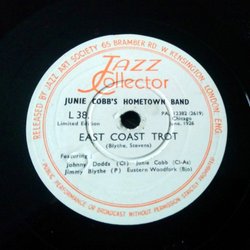 RELEASED BY JAZZ ART SOCIETY 65 BRAMBER RD W KENSINGTON, LONDON, ENG
JAZZ
Collector
JUNIE COBB'S HOMETOWN BAND
L 38.
Limited Edition
PA 12382 (2619)
Chicago
June, 1926
EAST COAST TROT
(Blythe, Stevens)
Featuring:
Johnny Dodds (Cl) Junie Cobb (Cl-As)
Jimmy Blythe (P) Eustern Woodfork (Bjo)
PUBLIC PERFORMANCE OR BROADCAST WITHOUT PERMISSION STRICTLY PROHIBITED